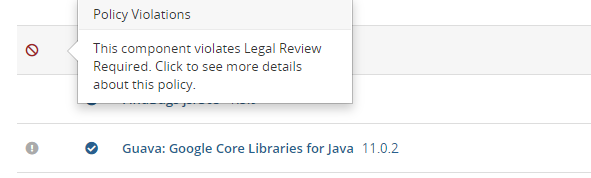 Policy Violations
This component violates Legal Review
Required. Click to see more details
about this policy.
Guava: Google Core Libraries for Java 11.0.2